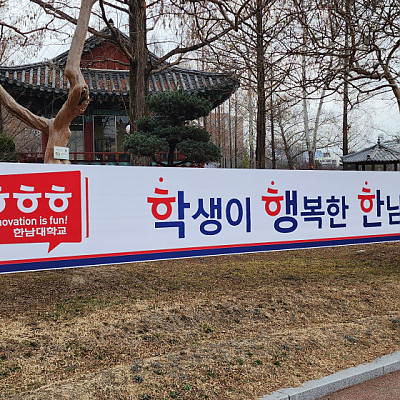 ㅎㅎㅎ
novation is fun!
한남대학교
학생이 행복한 한남